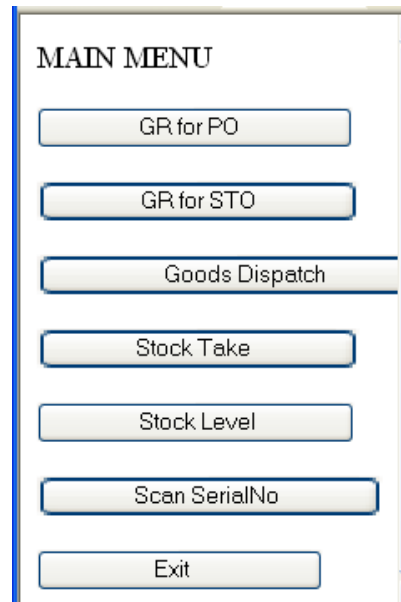 MAIN MENU
GR for PO
GR for STO
Goods Dispatch
Stock Take
Stock Level
Scan SerialNo
Exit